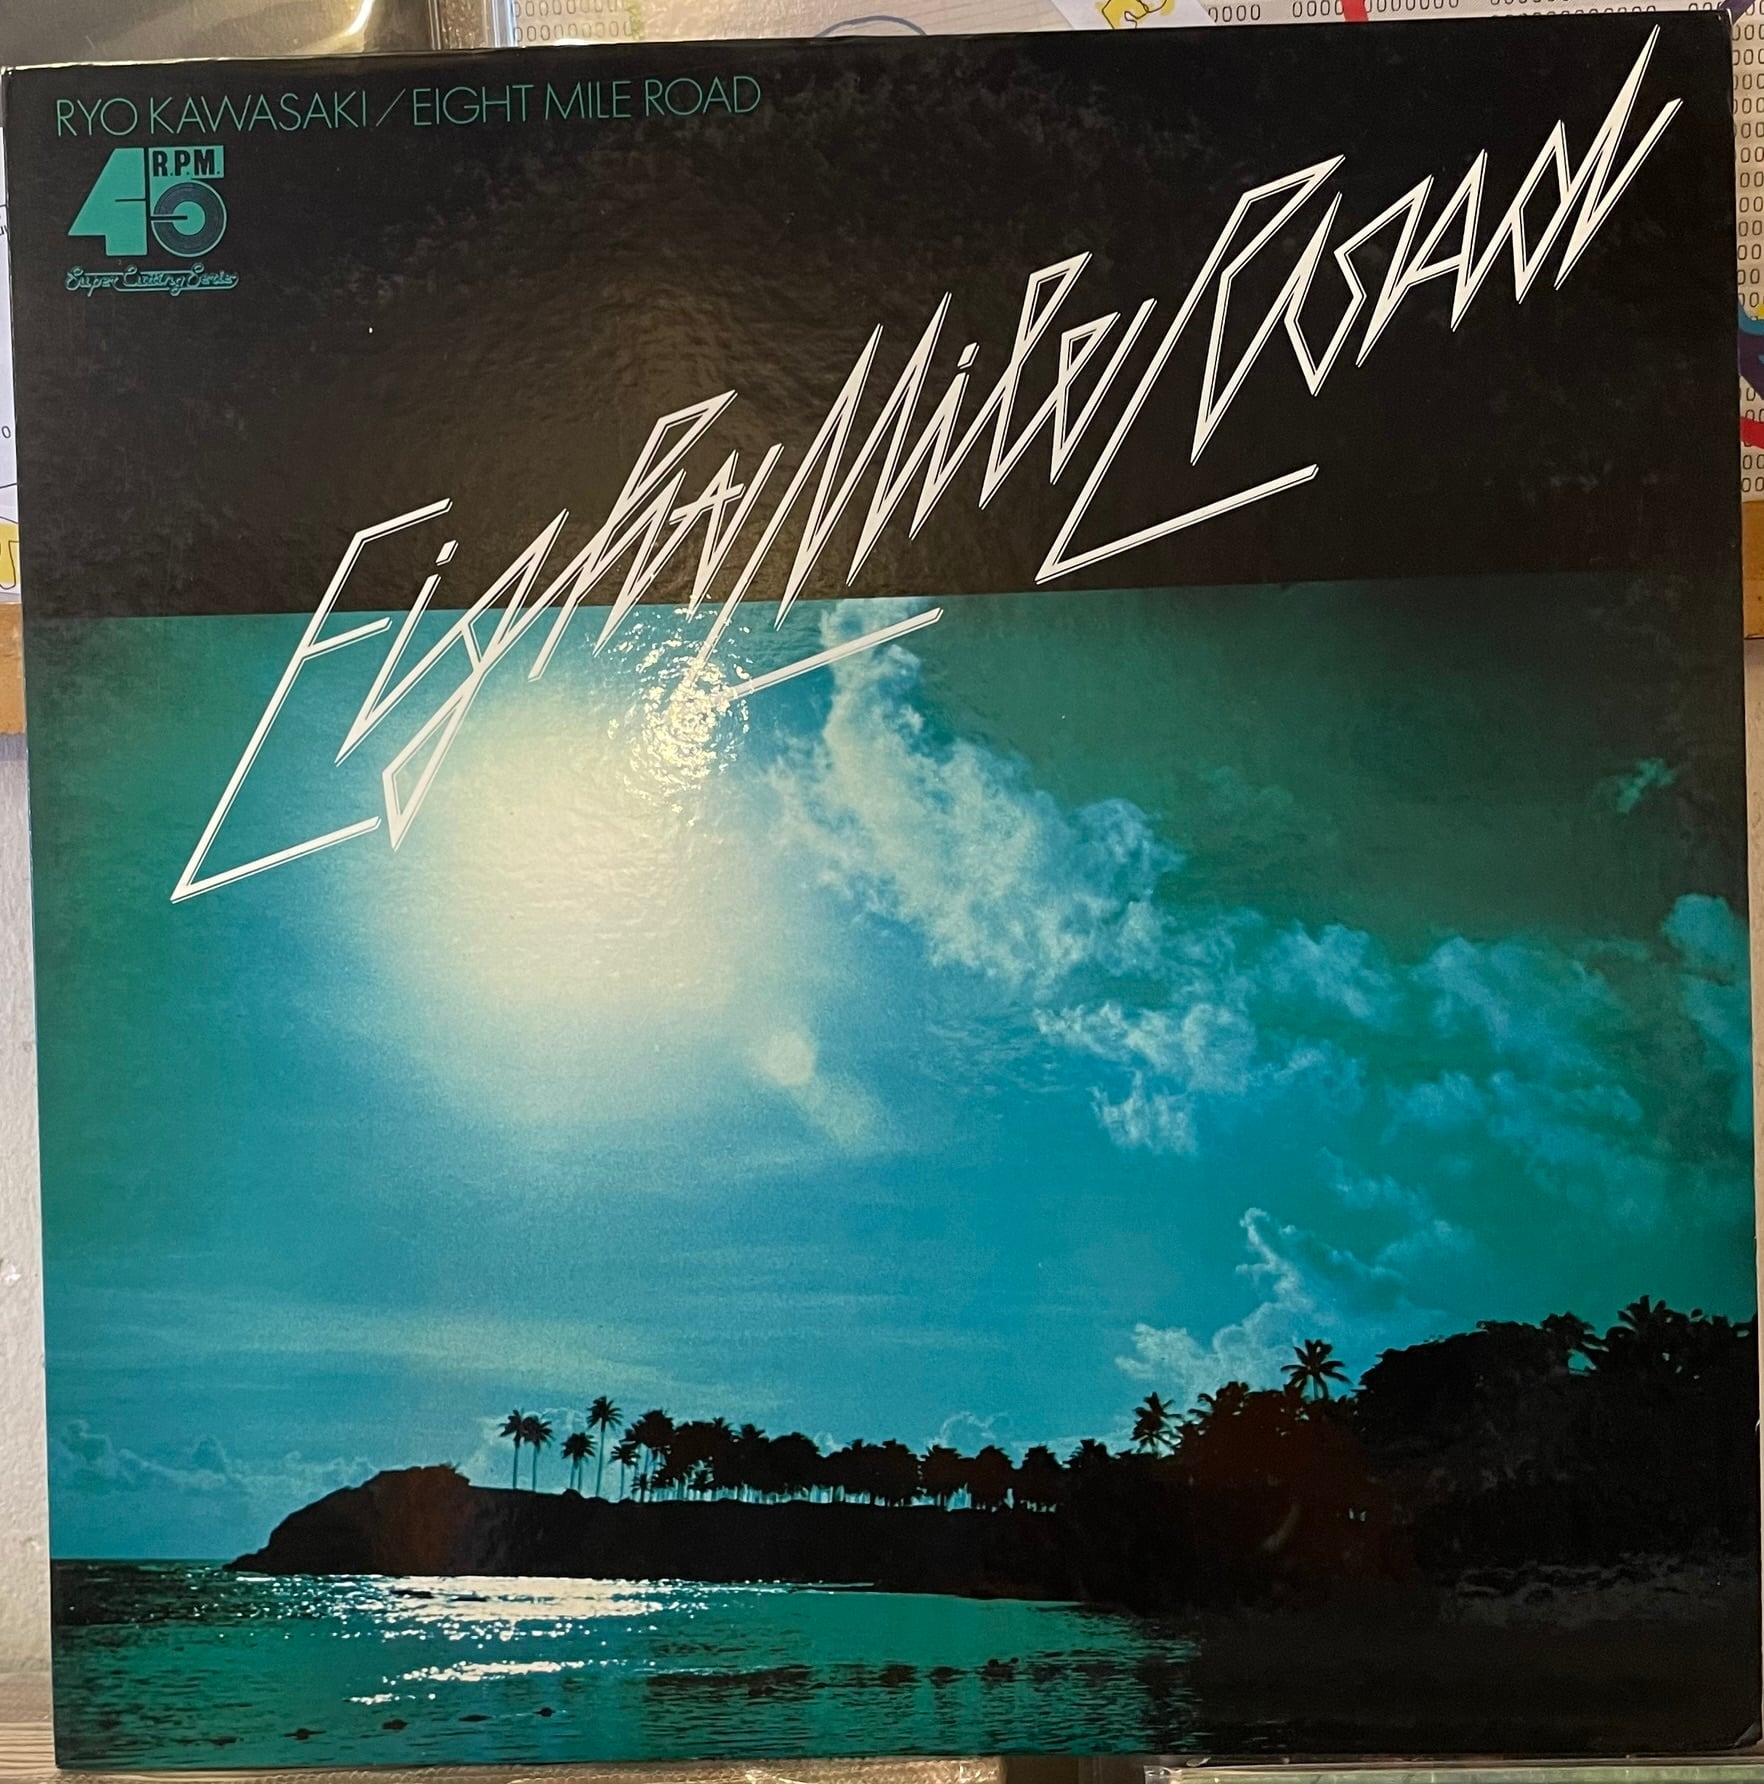 RYO KAWASAKI / EIGHT MILE ROAD
45 R.P.M.
Super Cutting Series
Eight Mile Road